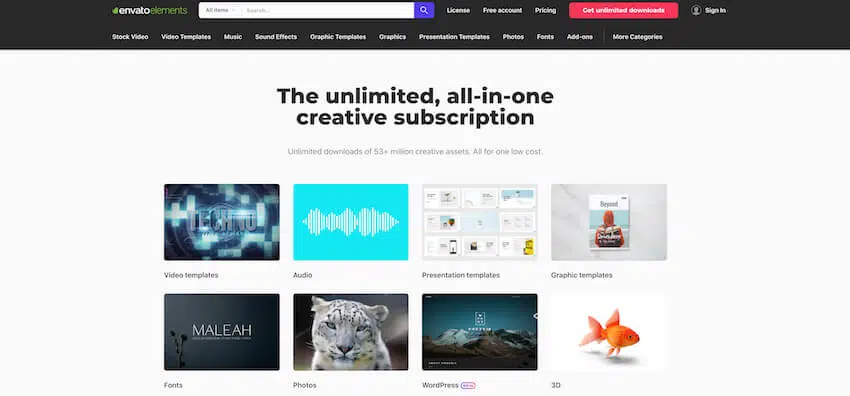 envatoelements
All items
Search...
License
Free account
Pricing
Get unlimited downloads
Sign In
Stock Video
Video Templates
Music
Sound Effects
Graphic Templates
Graphics
Presentation Templates
Photos
Fonts
Add-ons
More Categories
The unlimited, all-in-one
creative subscription
Unlimited downloads of 53+ million creative assets. All for one low cost.
TECHNO
Beyond
Video templates
Audio
Presentation templates
Graphic templates
MALEAH
Fonts
Photos
WordPress
3D